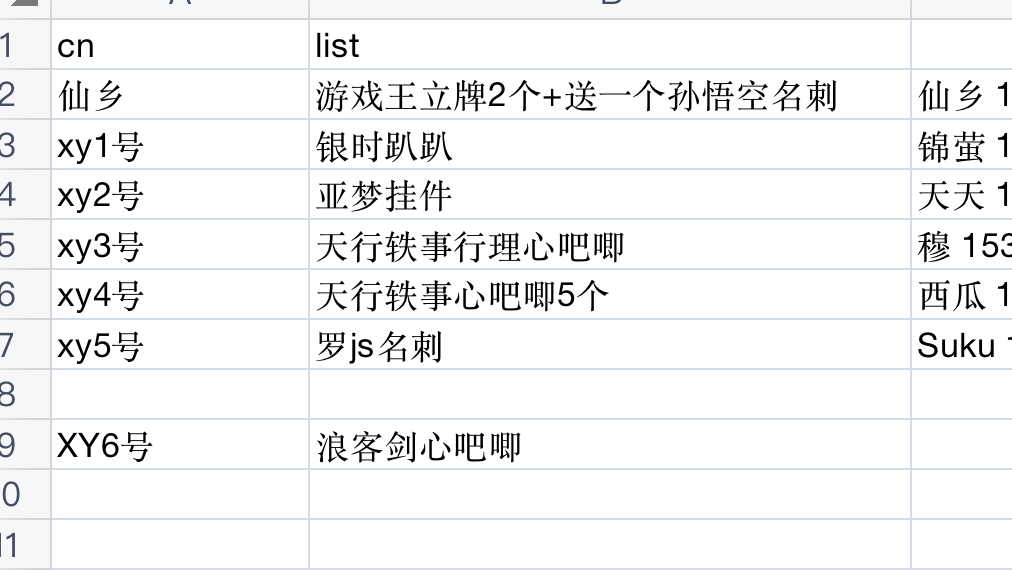 A B
1 cn list
2 仙乡 游戏王立牌2个+送一个孙悟空名刺 仙乡 1
3 xy1号 银时趴趴 锦萤 1
4 xy2号 亚梦挂件 天天 1
5 xy3号 天行轶事行理心吧唧 穆 153
6 xy4号 天行轶事心吧唧5个 西瓜 1
7 xy5号 罗js名刺 Suku 1
8
9 XY6号 浪客剑心吧唧
0
11